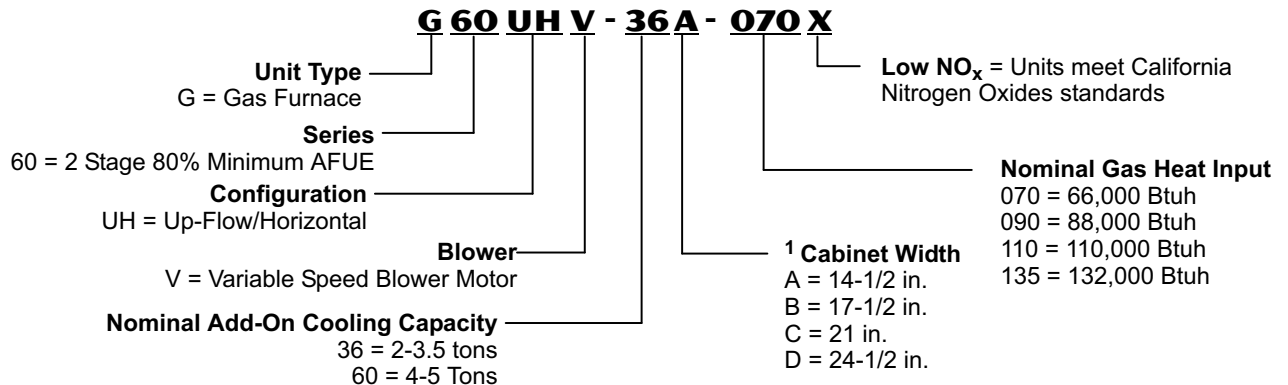 G 60 UH V - 36 A - 070 X
Unit Type
G = Gas Furnace
Series
60 = 2 Stage 80% Minimum AFUE
Configuration
UH = Up-Flow/Horizontal
Blower
V = Variable Speed Blower Motor
Nominal Add-On Cooling Capacity
36 = 2-3.5 tons
60 = 4-5 Tons
Low NOx = Units meet California
Nitrogen Oxides standards
Nominal Gas Heat Input
070 = 66,000 Btuh
090 = 88,000 Btuh
110 = 110,000 Btuh
135 = 132,000 Btuh
1 Cabinet Width
A = 14-1/2 in.
B = 17-1/2 in.
C = 21 in.
D = 24-1/2 in.